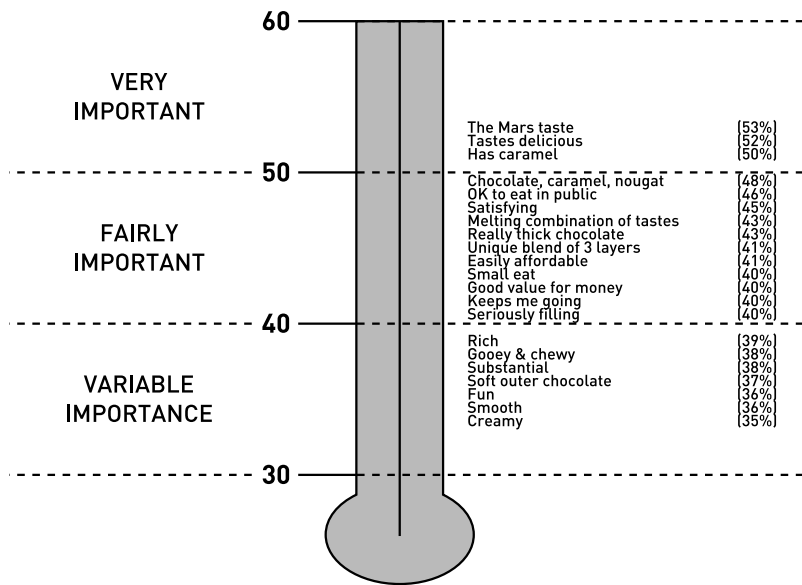 60
VERY
IMPORTANT
The Mars taste (53%)
Tastes delicious (52%)
Has caramel (50%)
50
Chocolate, caramel, nougat (48%)
OK to eat in public (46%)
Satisfying (45%)
FAIRLY
IMPORTANT
Melting combination of tastes (43%)
Really thick chocolate (43%)
Unique blend of 3 layers (41%)
Easily affordable (41%)
Small eat (40%)
Good value for money (40%)
Keeps me going (40%)
Seriously filling (40%)
40
VARIABLE
IMPORTANCE
Rich (39%)
Gooey & chewy (38%)
Substantial (38%)
Soft outer chocolate (37%)
Fun (36%)
Smooth (36%)
Creamy (35%)
30